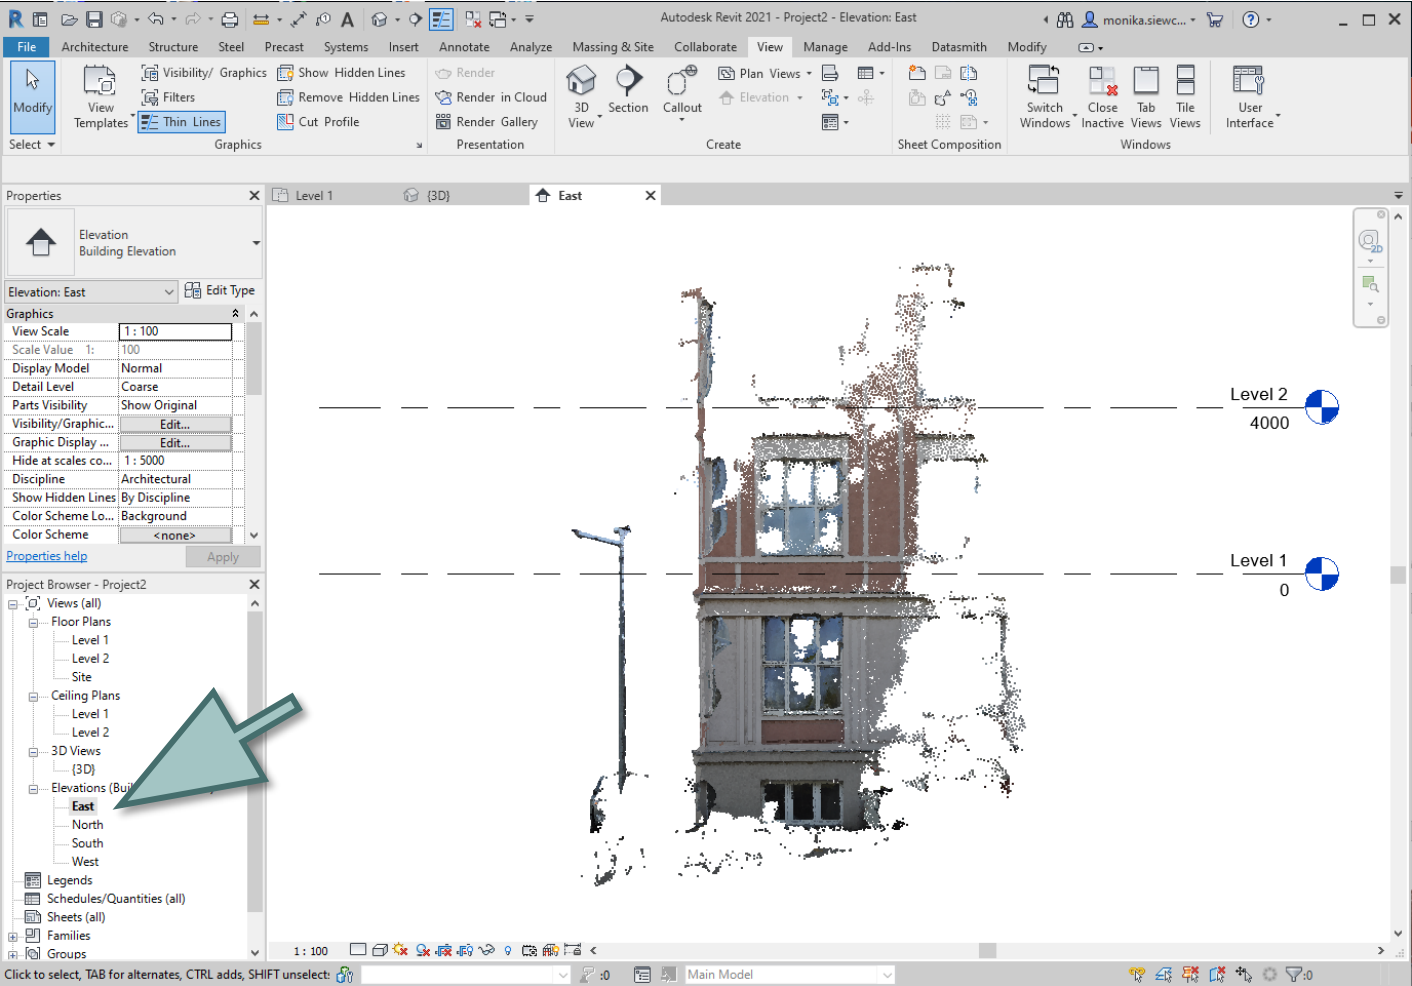 Autodesk Revit 2021 - Project2 - Elevation: East
monika.siewc...
File Architecture Structure Steel Precast Systems Insert Annotate Analyze Massing & Site Collaborate View Manage Add-Ins Datasmith Modify
Visibility/ Graphics Show Hidden Lines Render Plan Views
Modify View Templates Filters Remove Hidden Lines Render in Cloud 3D View Section Callout Elevation Switch Windows Close Inactive Tab Views Tile Views User Interface
Thin Lines Cut Profile Render Gallery
Select Graphics Presentation Create Sheet Composition Windows
Properties Level 1 {3D} East
Elevation
Building Elevation
Elevation: East Edit Type
Graphics
View Scale 1 : 100
Scale Value 1: 100
Display Model Normal
Detail Level Coarse
Parts Visibility Show Original
Visibility/Graphic... Edit...
Graphic Display ... Edit...
Hide at scales co... 1 : 5000
Discipline Architectural
Show Hidden Lines By Discipline
Color Scheme Lo... Background
Color Scheme <none>
Properties help Apply
Level 2
4000
Level 1
0
Project Browser - Project2
Views (all)
Floor Plans
Level 1
Level 2
Site
Ceiling Plans
Level 1
Level 2
3D Views
{3D}
Elevations (Bui
East
North
South
West
Legends
Schedules/Quantities (all)
Sheets (all)
Families
Groups
2D
1 : 100
Click to select, TAB for alternates, CTRL adds, SHIFT unselect: :0 Main Model :0